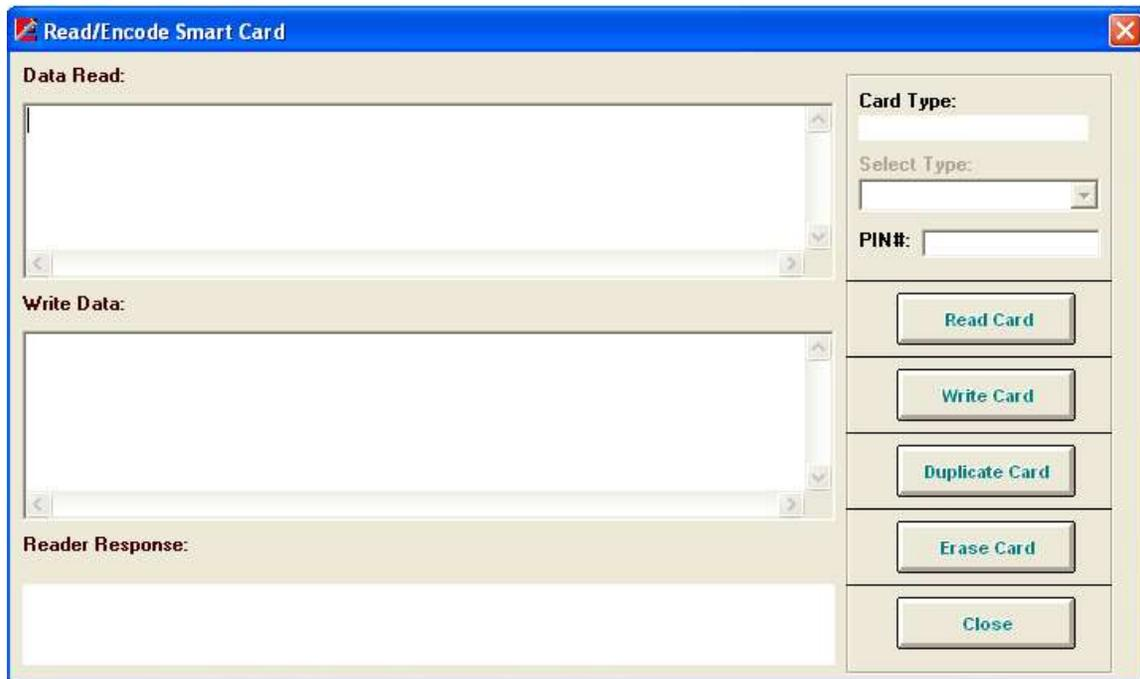 Read/Encode Smart Card
Data Read:
Card Type:
Select Type:
PIN#:
Write Data:
Read Card
Write Card
Duplicate Card
Reader Response:
Erase Card
Close